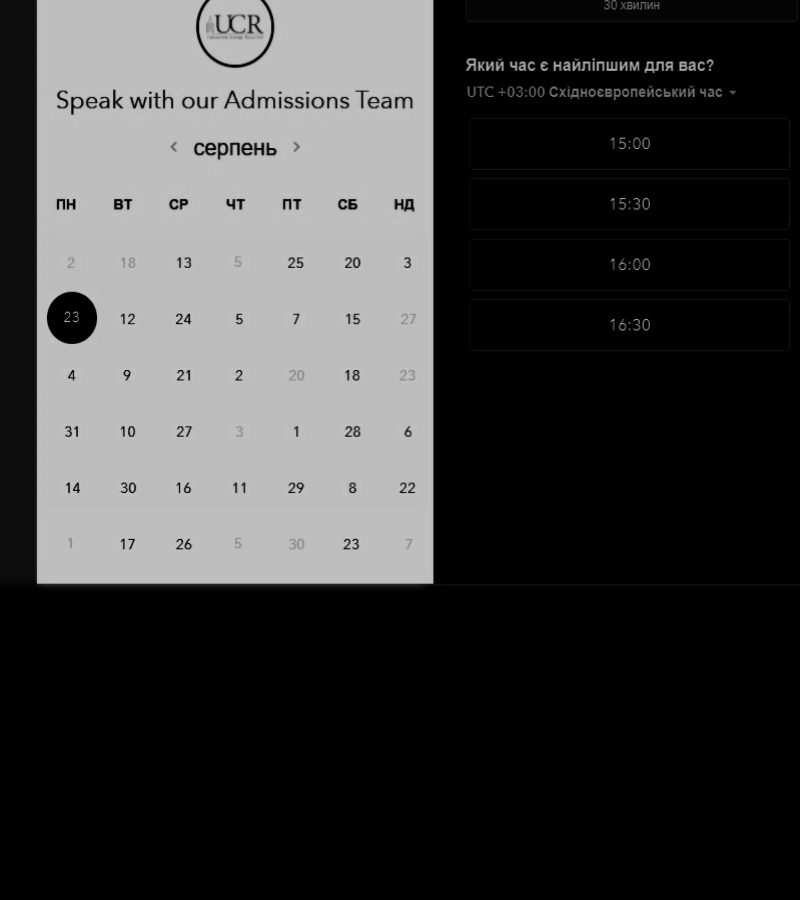 UCR
Speak with our Admissions Team
серпень
ПН ВТ СР ЧТ ПТ СБ НД
2 18 13 5 25 20 3
23 12 24 5 7 15 27
4 9 21 2 20 18 23
31 10 27 3 1 28 6
14 30 16 11 29 8 22
1 17 26 5 30 23 7
30 хвилин
Який час є найліпшим для вас?
UTC +03:00 Східноєвропейський час
15:00
15:30
16:00
16:30